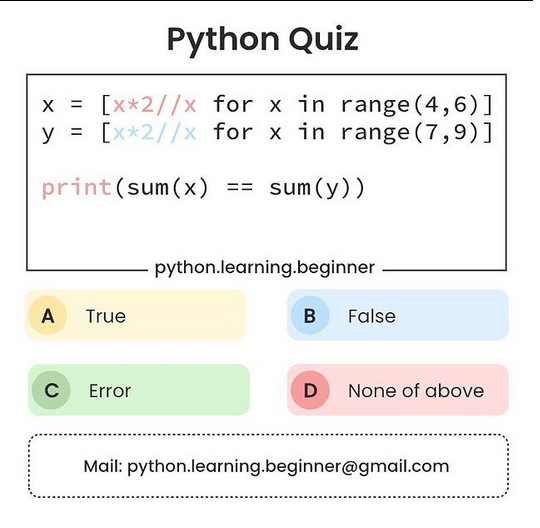 Python Quiz
x = [x*2//x for x in range(4,6)]
y = [x*2//x for x in range(7,9)]
print(sum(x) == sum(y))
python.learning.beginner
A True
B False
C Error
D None of above
Mail: python.learning.beginner@gmail.com